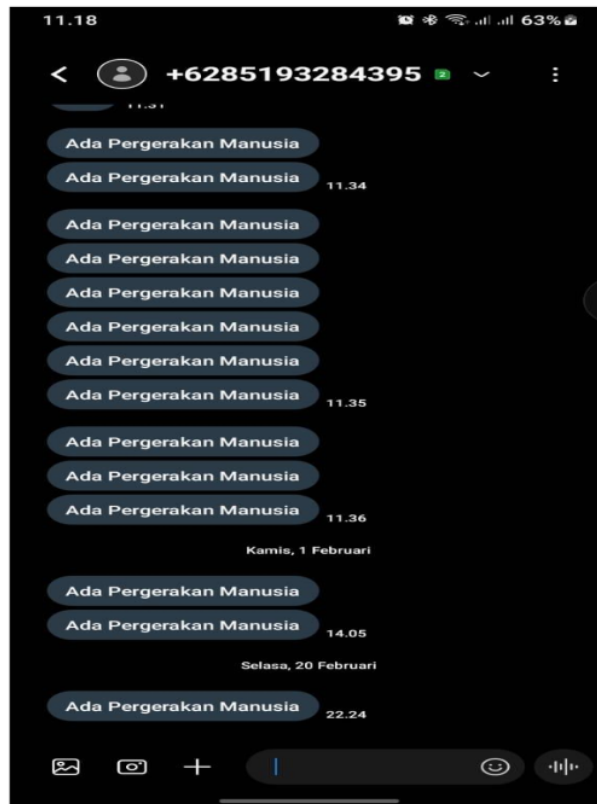 11.18 63%
+6285193284395 2
11.31
Ada Pergerakan Manusia
Ada Pergerakan Manusia 11.34
Ada Pergerakan Manusia
Ada Pergerakan Manusia
Ada Pergerakan Manusia
Ada Pergerakan Manusia
Ada Pergerakan Manusia
Ada Pergerakan Manusia 11.35
Ada Pergerakan Manusia
Ada Pergerakan Manusia
Ada Pergerakan Manusia 11.36
Kamis, 1 Februari
Ada Pergerakan Manusia
Ada Pergerakan Manusia 14.05
Selasa, 20 Februari
Ada Pergerakan Manusia 22.24